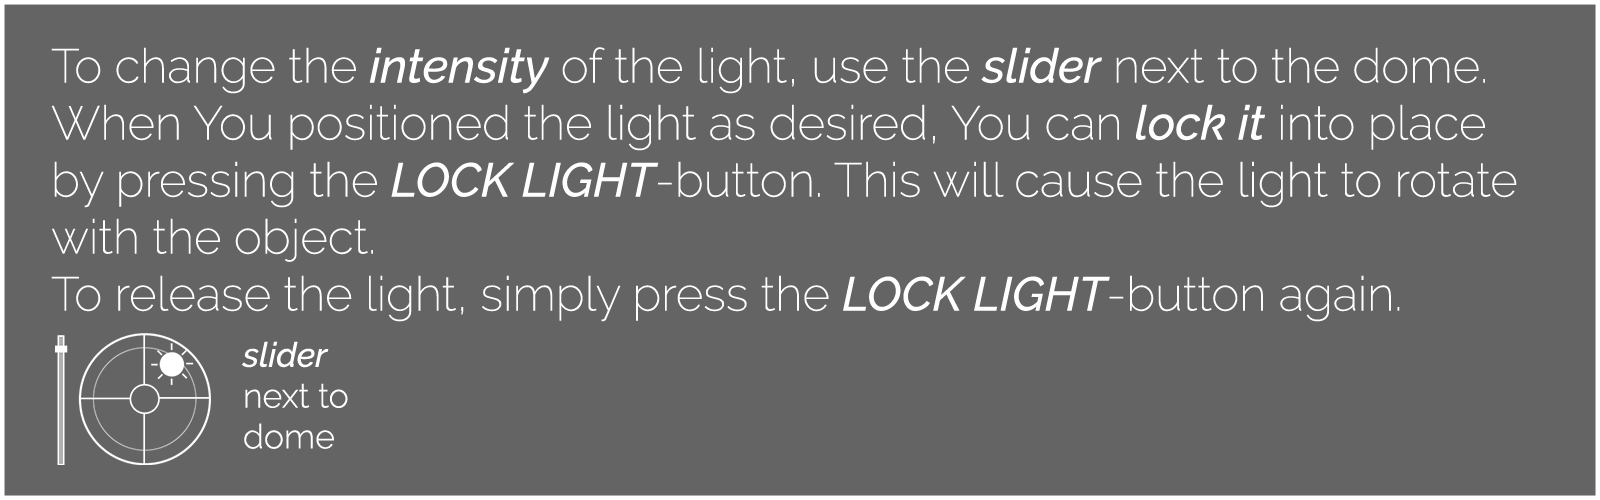 To change the intensity of the light, use the slider next to the dome.
When You positioned the light as desired, You can lock it into place
by pressing the LOCK LIGHT-button. This will cause the light to rotate
with the object.
To release the light, simply press the LOCK LIGHT-button again.
slider
next to
dome